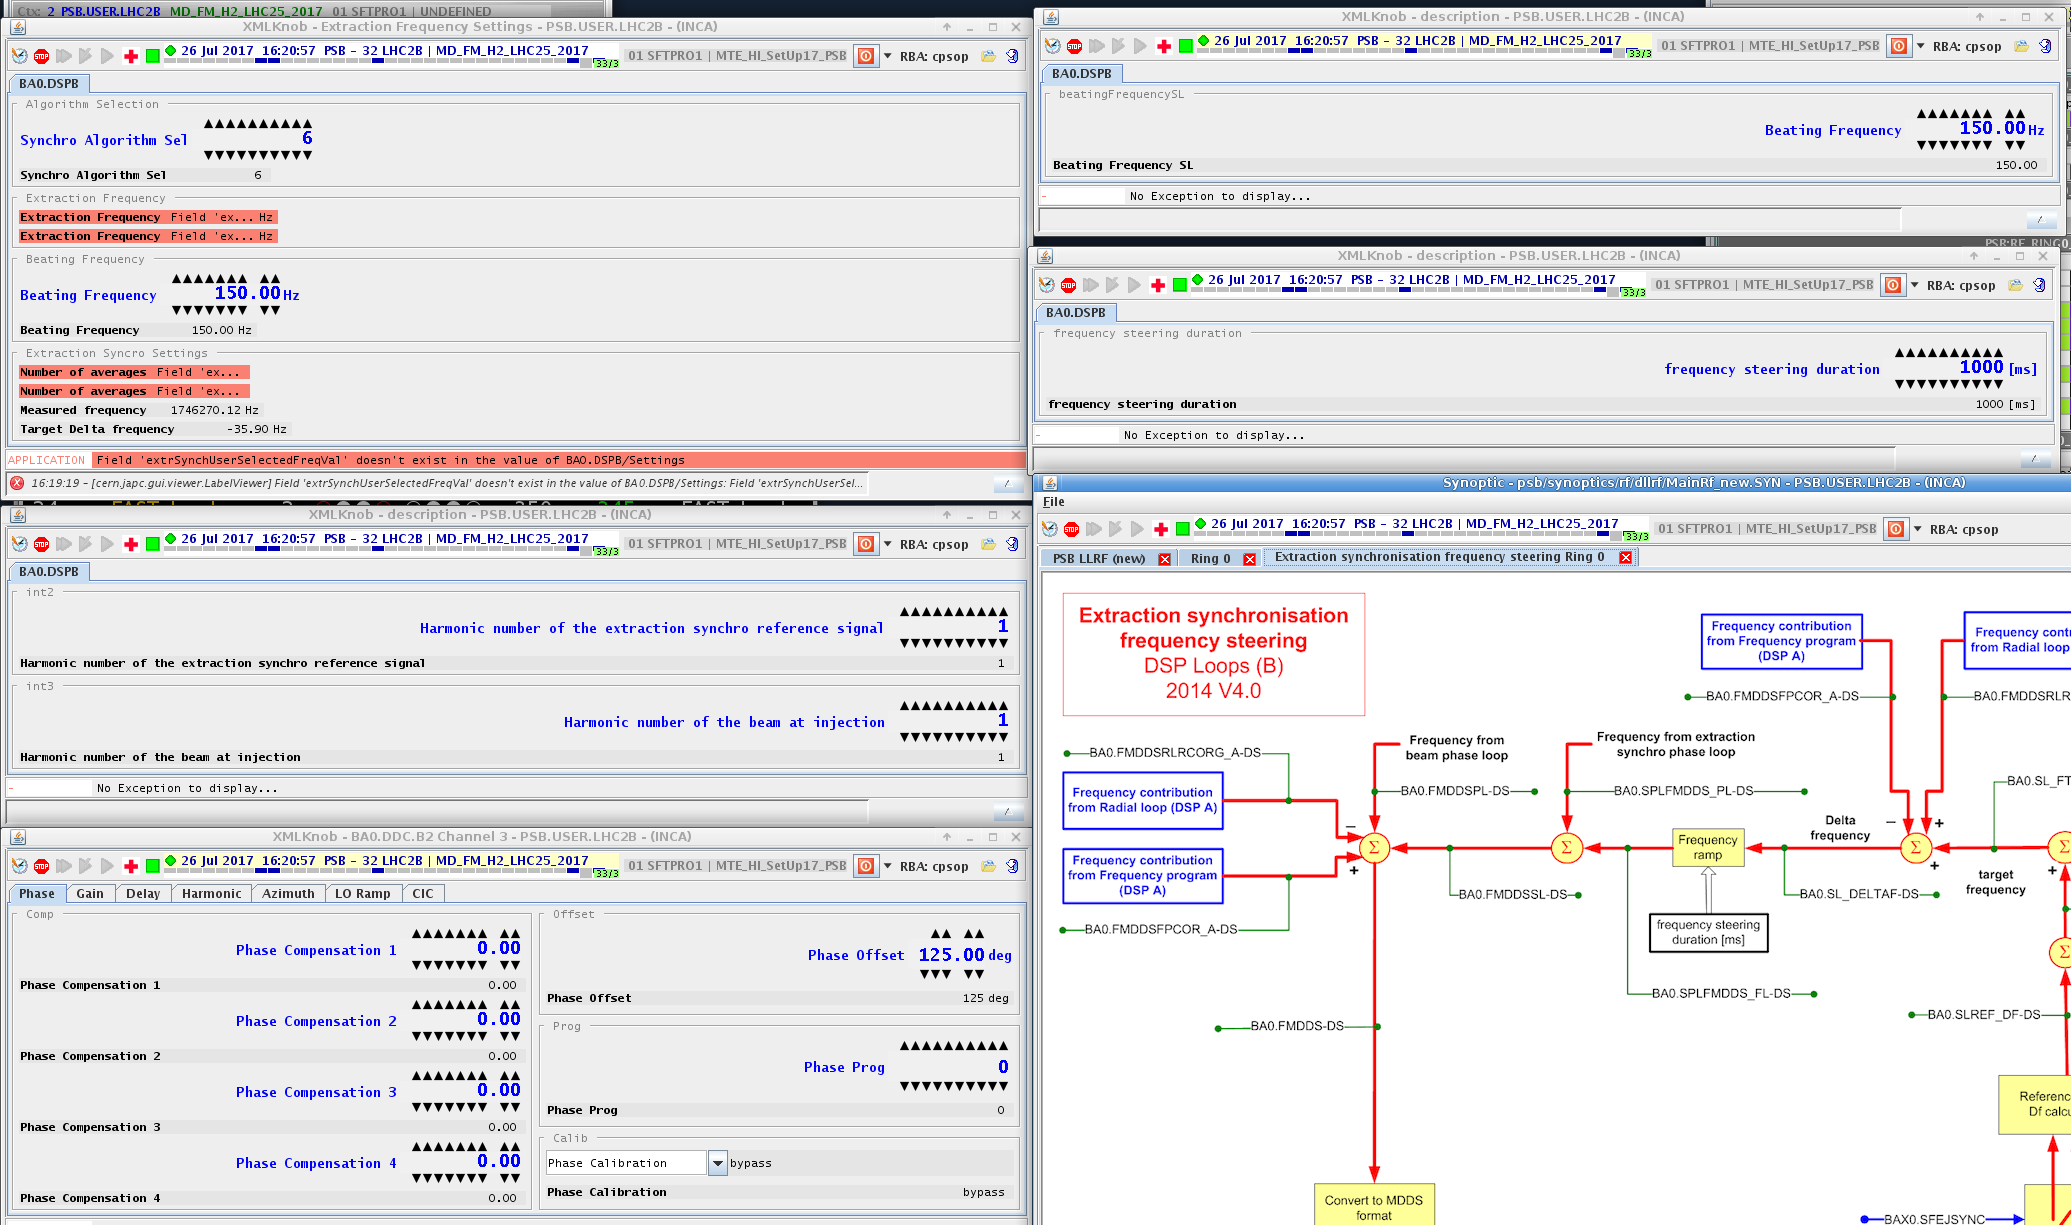 Ctx: 2 PSB.USER.LHC2B MD_FM_H2_LHC25_2017 01 SFTPRO1 | UNDEFINED
XMLKnob - Extraction Frequency Settings - PSB.USER.LHC2B - (INCA)
STOP 26 Jul 2017 16:20:57 PSB - 32 LHC2B | MD_FM_H2_LHC25_2017 33/3 01 SFTPRO1 | MTE_HI_SetUp17_PSB RBA: cpsop
BA0.DSPB
Algorithm Selection
Synchro Algorithm Sel 6
Synchro Algorithm Sel 6
Extraction Frequency
Extraction Frequency Field 'ex... Hz
Extraction Frequency Field 'ex... Hz
Beating Frequency
Beating Frequency 150.00 Hz
Beating Frequency 150.00 Hz
Extraction Syncro Settings
Number of averages Field 'ex...
Number of averages Field 'ex...
Measured frequency 1746270.12 Hz
Target Delta frequency -35.90 Hz
APPLICATION Field 'extrSynchUserSelectedFreqVal' doesn't exist in the value of BA0.DSPB/Settings
16:19:19 - [cern.japc.gui.viewer.LabelViewer] Field 'extrSynchUserSelectedFreqVal' doesn't exist in the value of BA0.DSPB/Settings: Field 'extrSynchUserSel...
XMLKnob - description - PSB.USER.LHC2B - (INCA)
STOP 26 Jul 2017 16:20:57 PSB - 32 LHC2B | MD_FM_H2_LHC25_2017 33/3 01 SFTPRO1 | MTE_HI_SetUp17_PSB RBA: cpsop
BA0.DSPB
int2
Harmonic number of the extraction synchro reference signal 1
Harmonic number of the extraction synchro reference signal 1
int3
Harmonic number of the beam at injection 1
Harmonic number of the beam at injection 1
- No Exception to display...
XMLKnob - BA0.DDC.B2 Channel 3 - PSB.USER.LHC2B - (INCA)
STOP 26 Jul 2017 16:20:57 PSB - 32 LHC2B | MD_FM_H2_LHC25_2017 33/3 01 SFTPRO1 | MTE_HI_SetUp17_PSB RBA: cpsop
Phase Gain Delay Harmonic Azimuth LO Ramp CIC
Comp
Phase Compensation 1 0.00
Phase Compensation 1 0.00
Phase Compensation 2 0.00
Phase Compensation 2 0.00
Phase Compensation 3 0.00
Phase Compensation 3 0.00
Phase Compensation 4 0.00
Phase Compensation 4 0.00
Offset
Phase Offset 125.00 deg
Phase Offset 125 deg
Prog
Phase Prog 0
Phase Prog 0
Calib
Phase Calibration bypass
Phase Calibration bypass
XMLKnob - description - PSB.USER.LHC2B - (INCA)
STOP 26 Jul 2017 16:20:57 PSB - 32 LHC2B | MD_FM_H2_LHC25_2017 33/3 01 SFTPRO1 | MTE_HI_SetUp17_PSB RBA: cpsop
BA0.DSPB
beatingFrequencySL
Beating Frequency 150.00 Hz
Beating Frequency SL 150.00
- No Exception to display...
PSB:RF_RING0
XMLKnob - description - PSB.USER.LHC2B - (INCA)
STOP 26 Jul 2017 16:20:57 PSB - 32 LHC2B | MD_FM_H2_LHC25_2017 33/3 01 SFTPRO1 | MTE_HI_SetUp17_PSB RBA: cpsop
BA0.DSPB
frequency steering duration
frequency steering duration 1000 [ms]
frequency steering duration 1000 [ms]
- No Exception to display...
Synoptic - psb/synoptics/rf/dllrf/MainRf_new.SYN - PSB.USER.LHC2B - (INCA)
File
STOP 26 Jul 2017 16:20:57 PSB - 32 LHC2B | MD_FM_H2_LHC25_2017 33/3 01 SFTPRO1 | MTE_HI_SetUp17_PSB RBA: cpsop
PSB LLRF (new) Ring 0 Extraction synchronisation frequency steering Ring 0
Extraction synchronisation
frequency steering
DSP Loops (B)
2014 V4.0
Frequency contribution
from Frequency program
(DSP A)
Frequency cont
from Radial loop
BA0.FMDDSFPCOR_A-DS
BA0.FMDDSRLR
BA0.FMDDSRLRCORG_A-DS
Frequency from
beam phase loop
Frequency from extraction
synchro phase loop
Frequency contribution
from Radial loop (DSP A)
BA0.FMDDSPL-DS
BA0.SPLFMDDS_PL-DS
BA0.SL_FT
Delta
frequency
− +
Σ Σ Frequency
ramp
Σ Σ
Frequency contribution
from Frequency program
(DSP A)
+ + +
target
frequency
BA0.FMDDSSL-DS
BA0.SL_DELTAF-DS
frequency steering
duration [ms]
BA0.FMDDSFPCOR_A-DS
Σ
BA0.SPLFMDDS_FL-DS
BA0.SLREF_DF-DS
BA0.FMDDS-DS
Referenc
Df calcu
Convert to MDDS
format
BAX0.SFEJSYNC